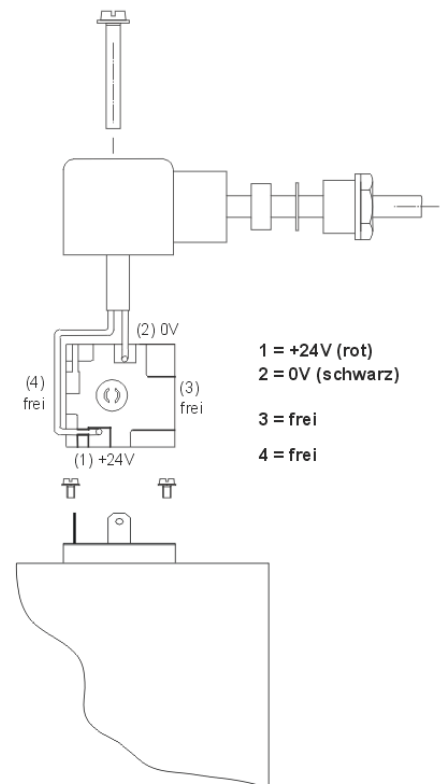 (2) 0V
1 = +24V (rot)
2 = 0V (schwarz)
(4)
frei
(3)
frei
3 = frei
4 = frei
(1) +24V